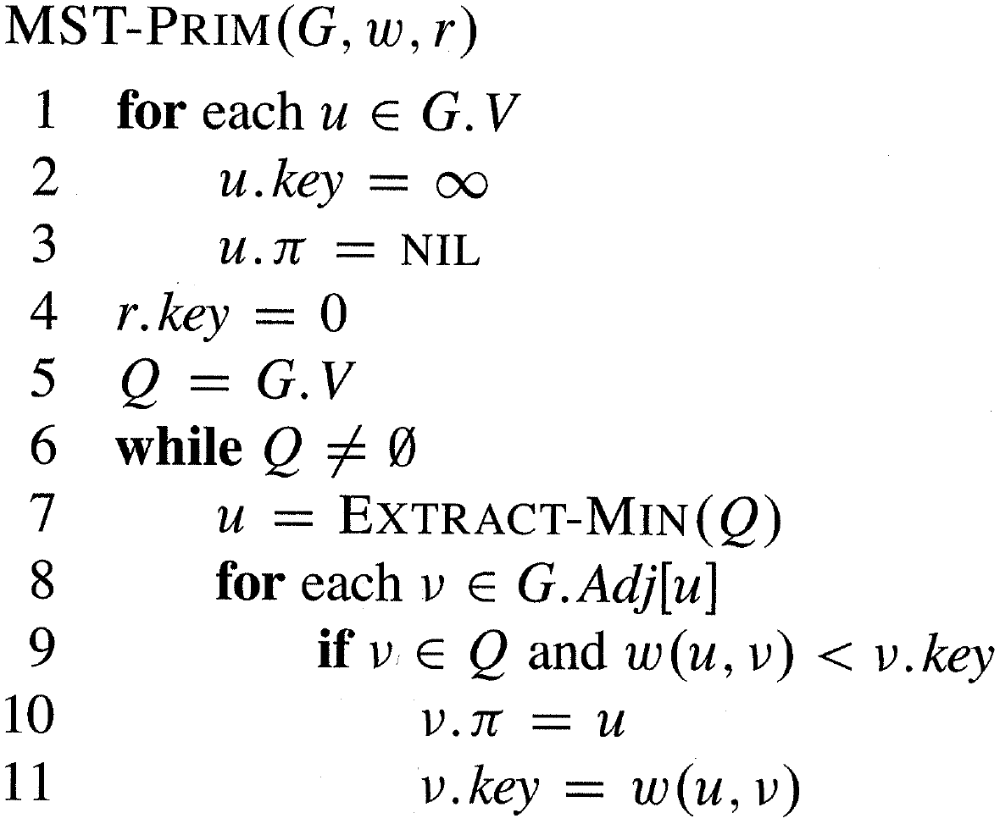 MST-PRIM(G, w, r)
1 for each u ∈ G.V
2 u.key = ∞
3 u.π = NIL
4 r.key = 0
5 Q = G.V
6 while Q ≠ ∅
7 u = EXTRACT-MIN(Q)
8 for each v ∈ G.Adj[u]
9 if v ∈ Q and w(u, v) < v.key
10 v.π = u
11 v.key = w(u, v)